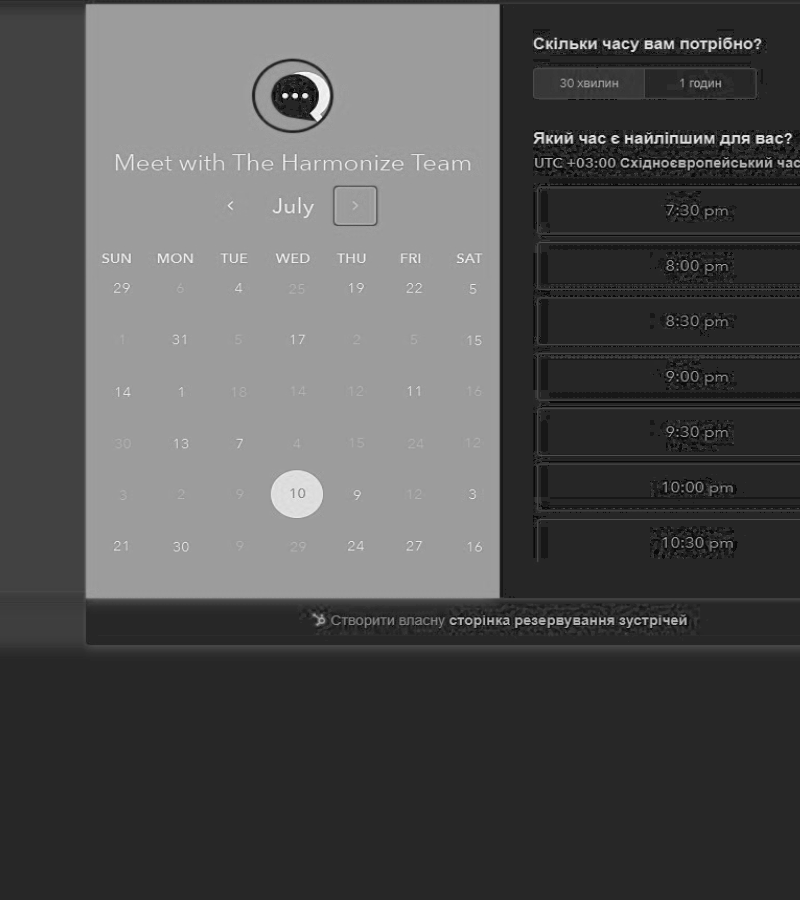 Meet with The Harmonize Team
July
SUN MON TUE WED THU FRI SAT
29 6 4 25 19 22 5
1 31 5 17 2 5 15
14 1 18 14 12 11 16
30 13 7 4 15 24 12
3 2 9 10 9 12 3
21 30 9 29 24 27 16
Скільки часу вам потрібно?
30 хвилин 1 годин
Який час є найліпшим для вас?
UTC +03:00 Східноєвропейський час
7:30 pm
8:00 pm
8:30 pm
9:00 pm
9:30 pm
10:00 pm
10:30 pm
Створити власну сторінка резервування зустрічей